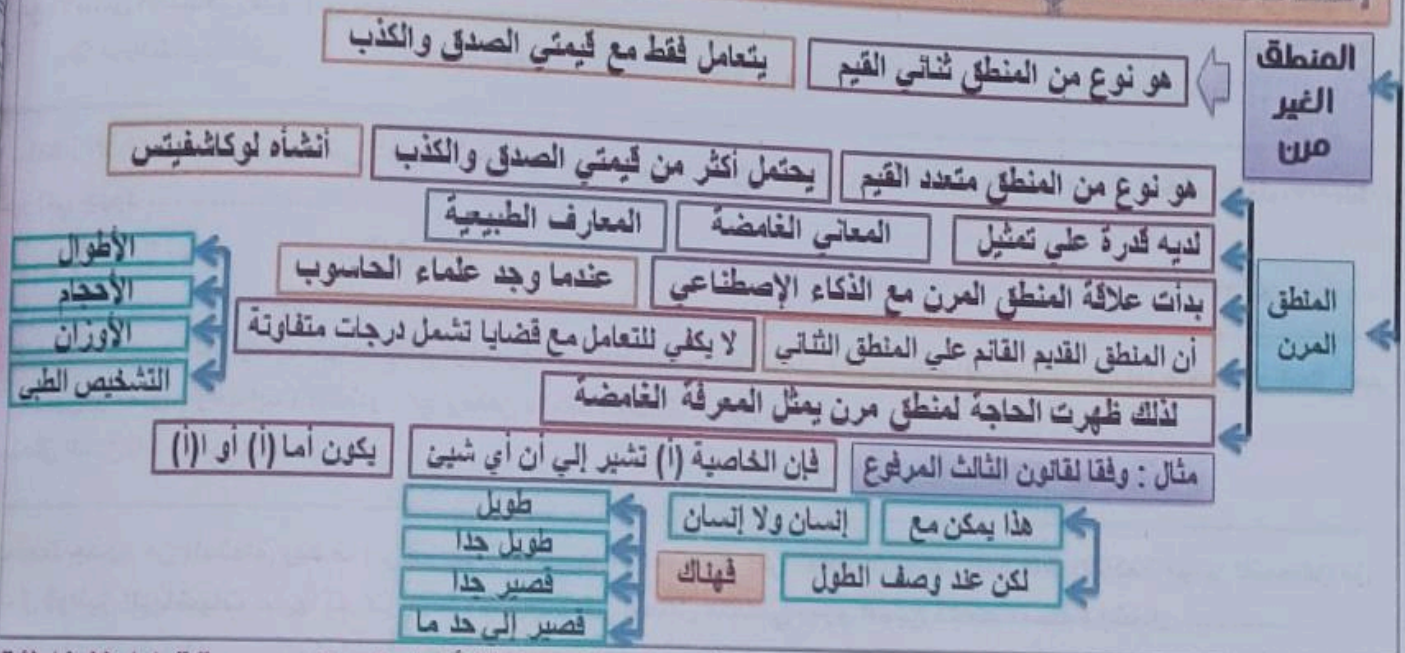 المنطق الغير مرن
هو نوع من المنطق ثنائي القيم
يتعامل فقط مع قيمتي الصدق والكذب
المنطق المرن
هو نوع من المنطق متعدد القيم
يحتمل أكثر من قيمتي الصدق والكذب
أنشأه لوكاشفيتس
لديه قدرة علي تمثيل
المعاني الغامضة
المعارف الطبيعية
بدأت علاقة المنطق المرن مع الذكاء الإصطناعي
عندما وجد علماء الحاسوب
أن المنطق القديم القائم علي المنطق الثنائي
لا يكفي للتعامل مع قضايا تشمل درجات متفاوتة
الأطوال
الأحجام
الأوزان
التشخيص الطبي
لذلك ظهرت الحاجة لمنطق مرن يمثل المعرفة الغامضة
مثال : وفقا لقانون الثالث المرفوع
فإن الخاصية (أ) تشير إلي أن أي شيئ
يكون أما (أ) أو ا(أ)
هذا يمكن مع
إنسان ولا إنسان
لكن عند وصف الطول
فهناك
طويل
طويل جدا
قصير جدا
قصير إلي حد ما